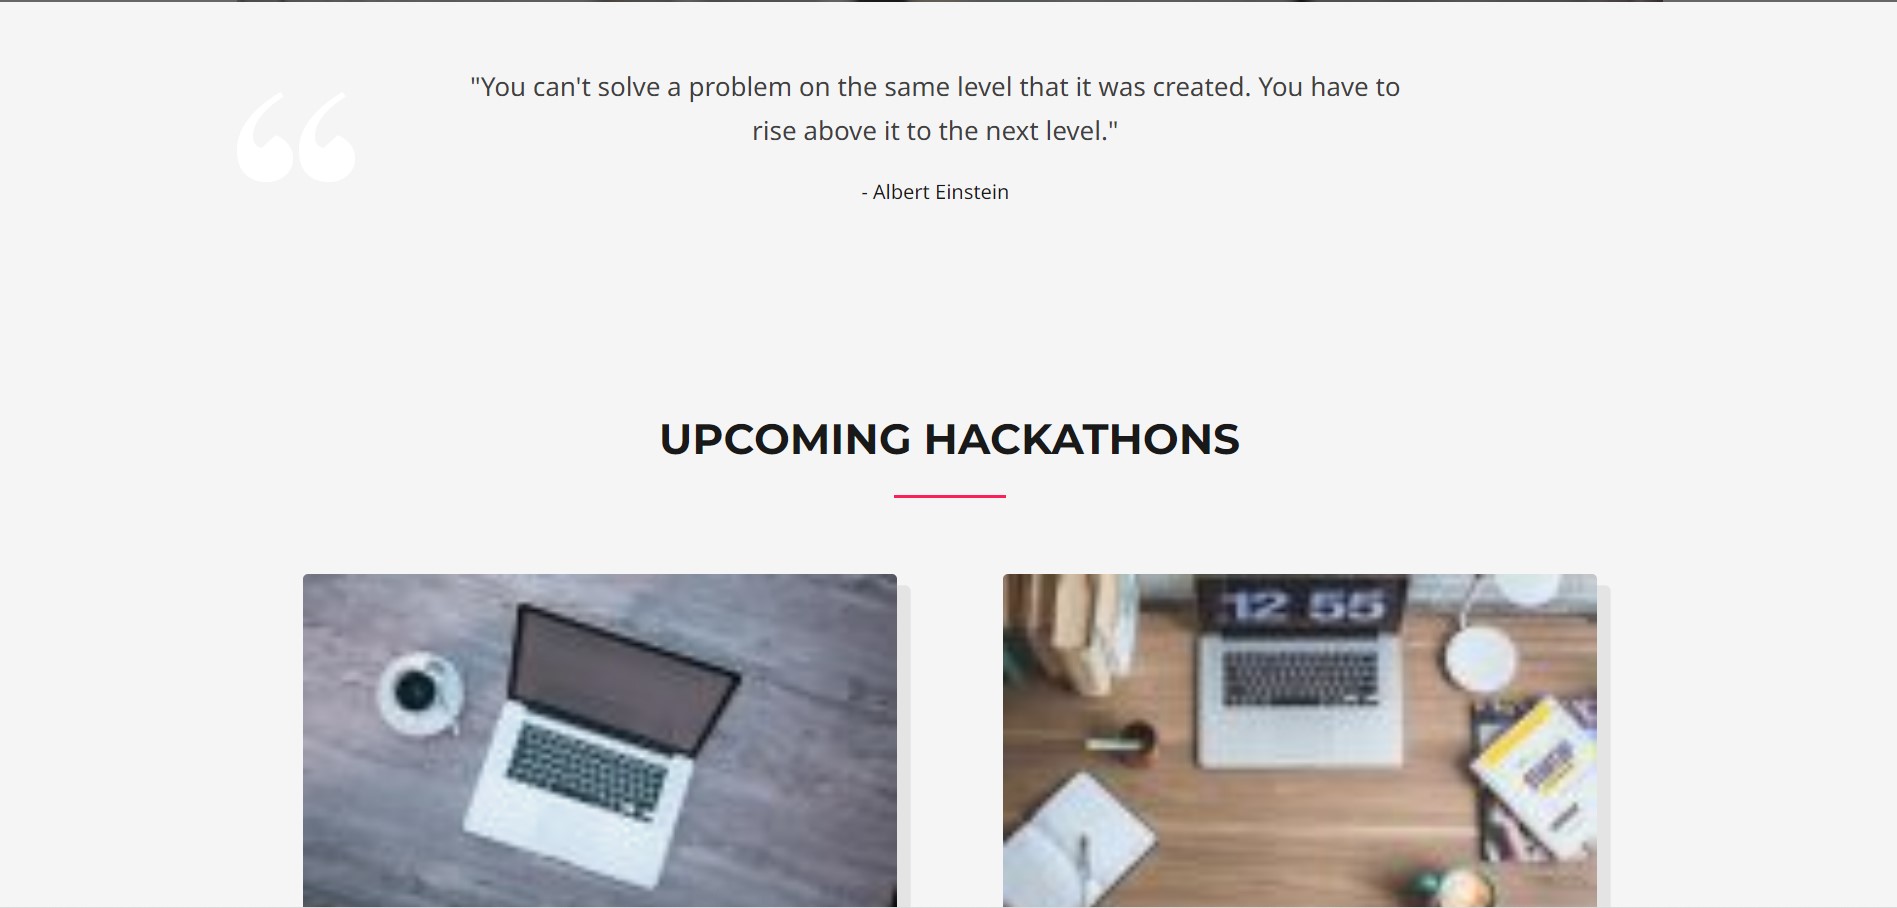 "You can't solve a problem on the same level that it was created. You have to
rise above it to the next level."
- Albert Einstein
UPCOMING HACKATHONS
12 55